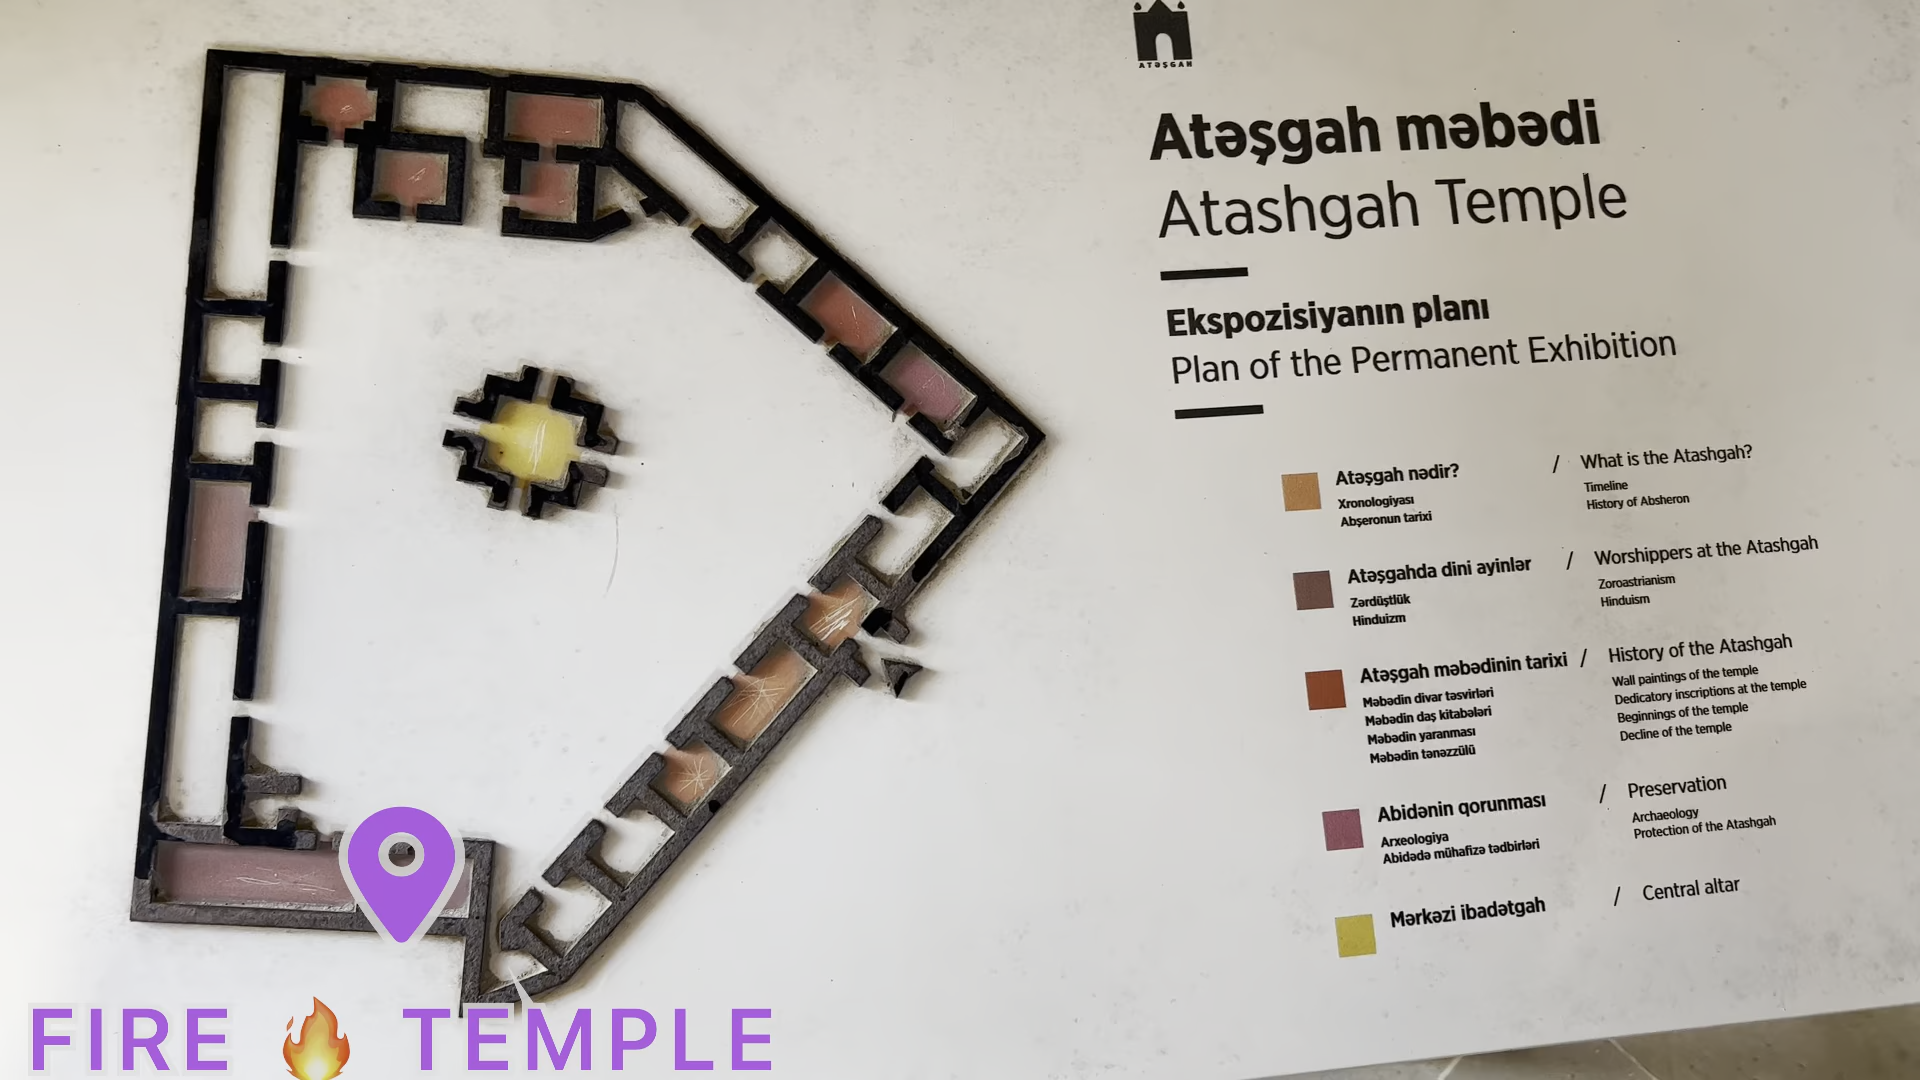 ATƏŞGAH
Atəşgah məbədi
Atashgah Temple
Ekspozisiyanın planı
Plan of the Permanent Exhibition
Atəşgah nədir? / What is the Atashgah?
Xronologiyası
Abşeronun tarixi
Timeline
History of Absheron
Atəşgahda dini ayinlər / Worshippers at the Atashgah
Zərdüştlük
Hinduizm
Zoroastrianism
Hinduism
Atəşgah məbədinin tarixi / History of the Atashgah
Məbədin divar təsvirləri
Məbədin daş kitabələri
Məbədin yaranması
Məbədin tənəzzülü
Wall paintings of the temple
Dedicatory inscriptions at the temple
Beginnings of the temple
Decline of the temple
Abidənin qorunması / Preservation
Arxeologiya
Abidədə mühafizə tədbirləri
Archaeology
Protection of the Atashgah
Mərkəzi ibadətgah / Central altar
FIRE 🔥 TEMPLE